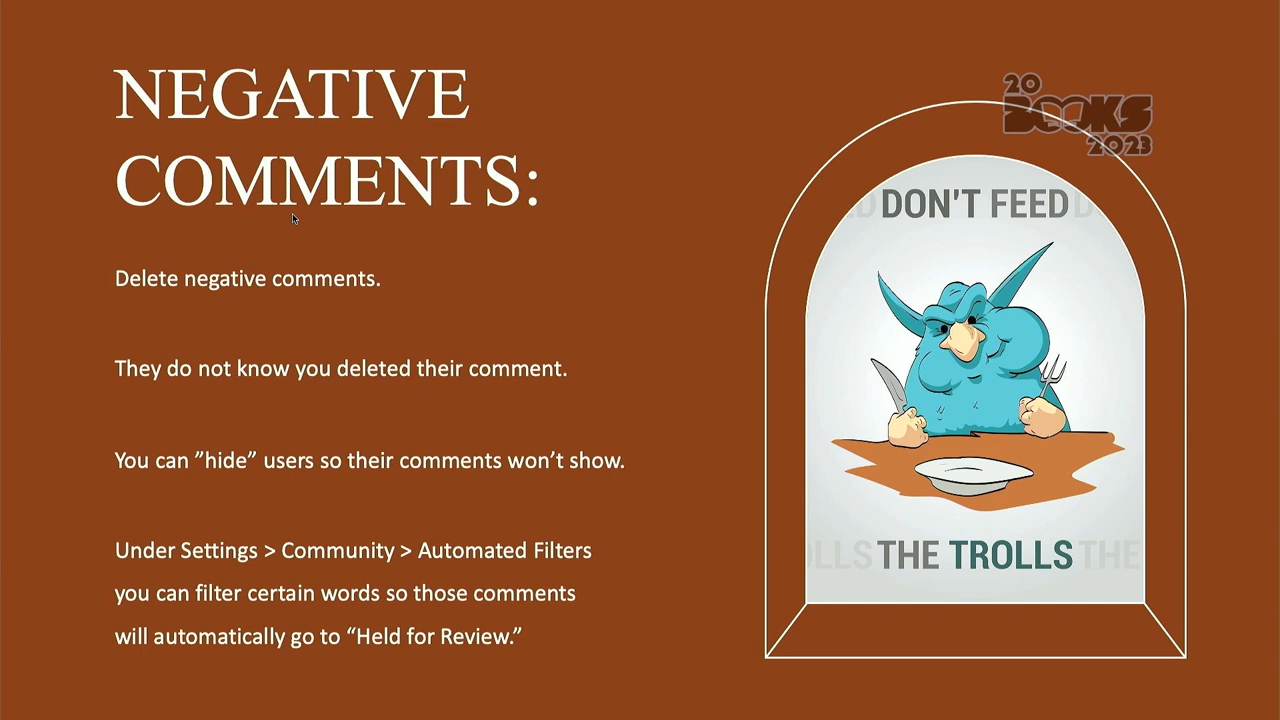 NEGATIVE
COMMENTS:
Delete negative comments.
They do not know you deleted their comment.
You can ”hide” users so their comments won’t show.
Under Settings > Community > Automated Filters
you can filter certain words so those comments
will automatically go to “Held for Review.”
20
BOOKS
2023
DON'T FEED
THE TROLLS THE